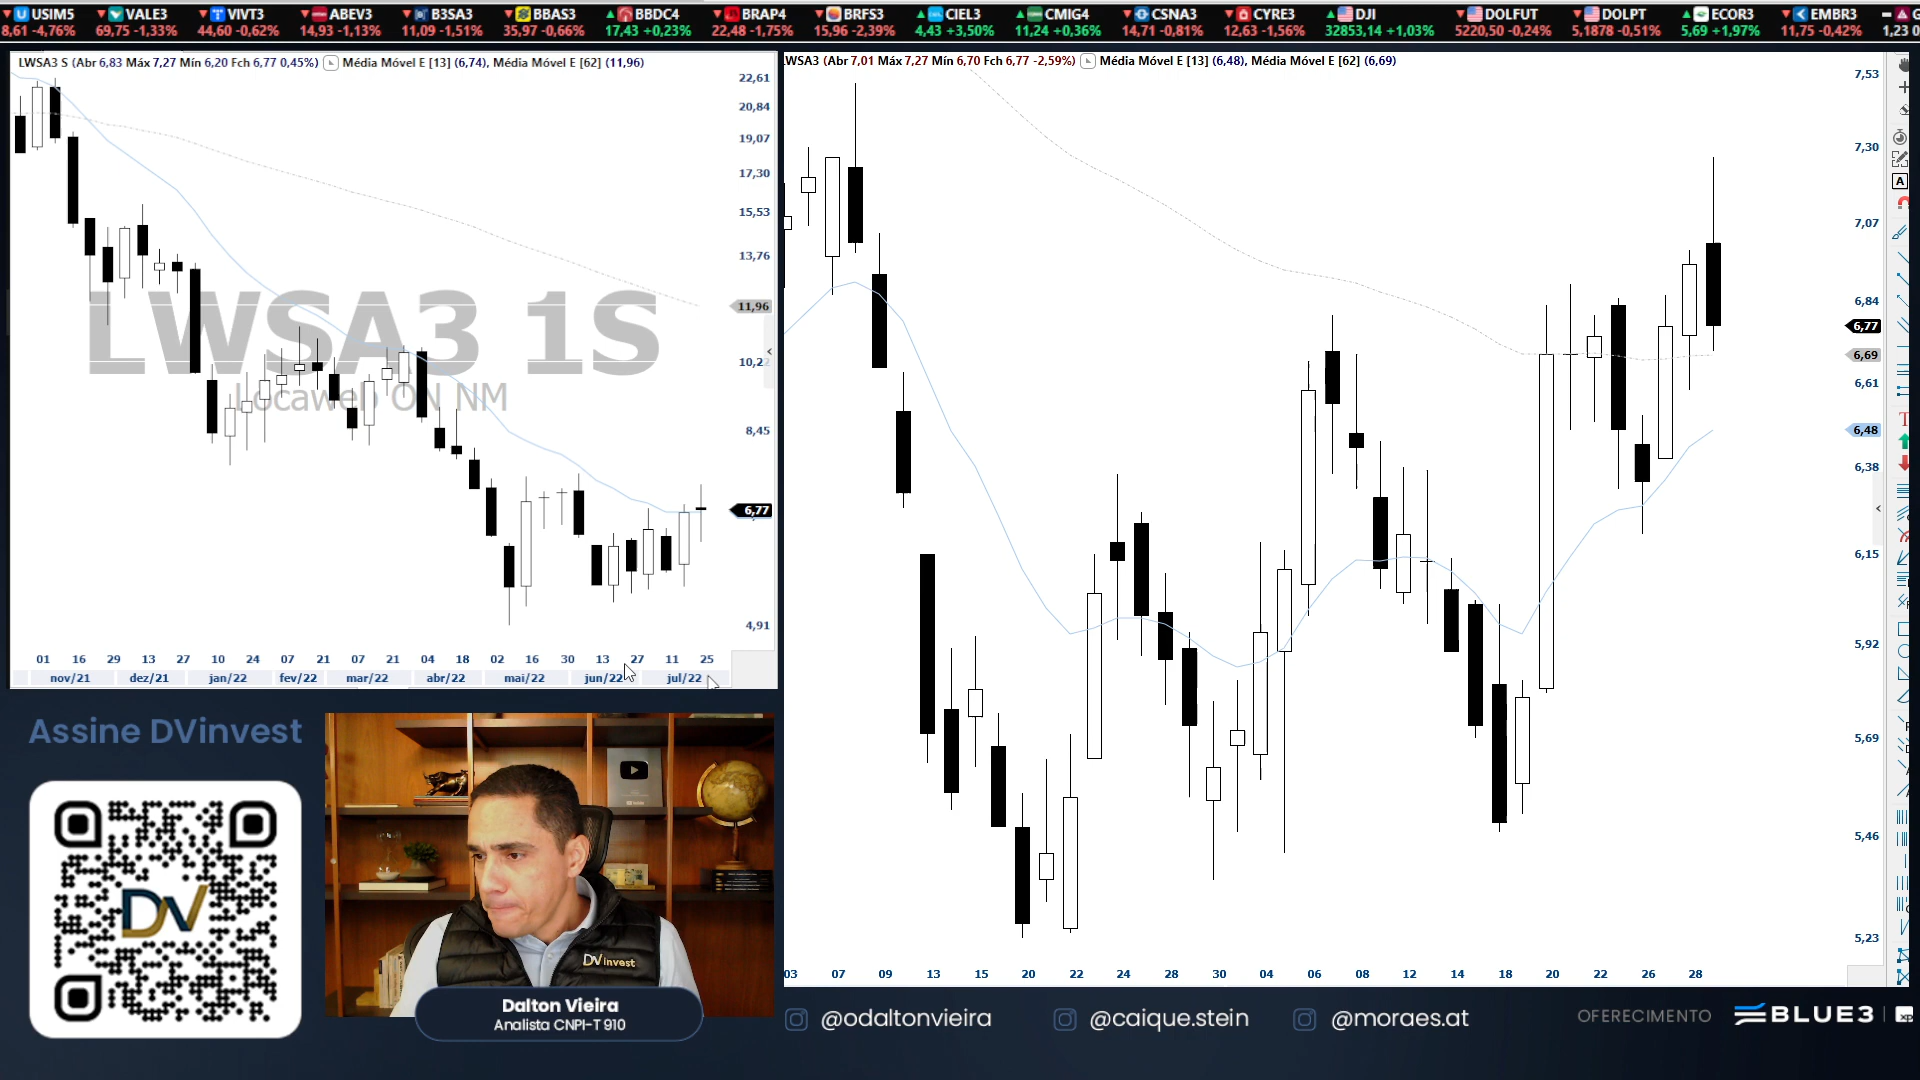 USIM5 VALE3 VIVT3 ABEV3 B3SA3 BBAS3 BBDC4 BRAP4 BRFS3 CIEL3 CMIG4 CSNA3 CYRE3 DJI DOLFUT DOLPT ECOR3 EMBR3
8,61 -4,76% 69,75 -1,33% 44,60 -0,62% 14,93 -1,13% 11,09 -1,51% 35,97 -0,66% 17,43 +0,23% 22,48 -1,75% 15,96 -2,39% 4,43 +3,50% 11,24 +0,36% 14,71 -0,81% 12,63 -1,56% 32853,14 +1,03% 5220,50 -0,24% 5,1878 -0,51% 5,69 +1,97% 11,75 -0,42% 1,23
LWSA3 S (Abr 6,83 Máx 7,27 Mín 6,20 Fch 6,77 0,45%) Média Móvel E [13] (6,74), Média Móvel E [62] (11,96)
22,61
20,84
19,07
17,30
15,53
13,76
11,96
10,22
8,45
6,77
4,91
LWSA3 1S
Locaweb ON NM
01 16 29 13 27 10 24 07 21 07 21 04 18 02 16 30 13 27 11 25
nov/21 dez/21 jan/22 fev/22 mar/22 abr/22 mai/22 jun/22 jul/22
LWSA3 (Abr 7,01 Máx 7,27 Mín 6,70 Fch 6,77 -2,59%) Média Móvel E [13] (6,48), Média Móvel E [62] (6,69)
7,53
7,30
7,07
6,84
6,77
6,69
6,61
6,48
6,38
6,15
5,92
5,69
5,46
5,23
03 07 09 13 15 20 22 24 28 30 04 06 08 12 14 18 20 22 26 28
A
T
Assine DVinvest
DV
DVinvest
Dalton Vieira
Analista CNPI-T 910
@odaltonvieira @caique.stein @moraes.at
OFERECIMENTO BLUE3 xp